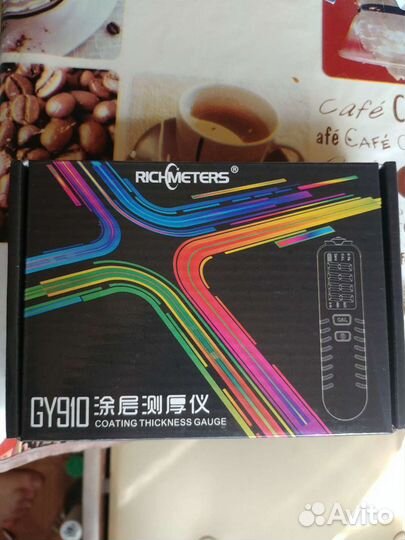 Café C
afé CAFÉ
RICHMETERS®
CAL
GY910 涂层测厚仪
COATING THICKNESS GAUGE
Avito